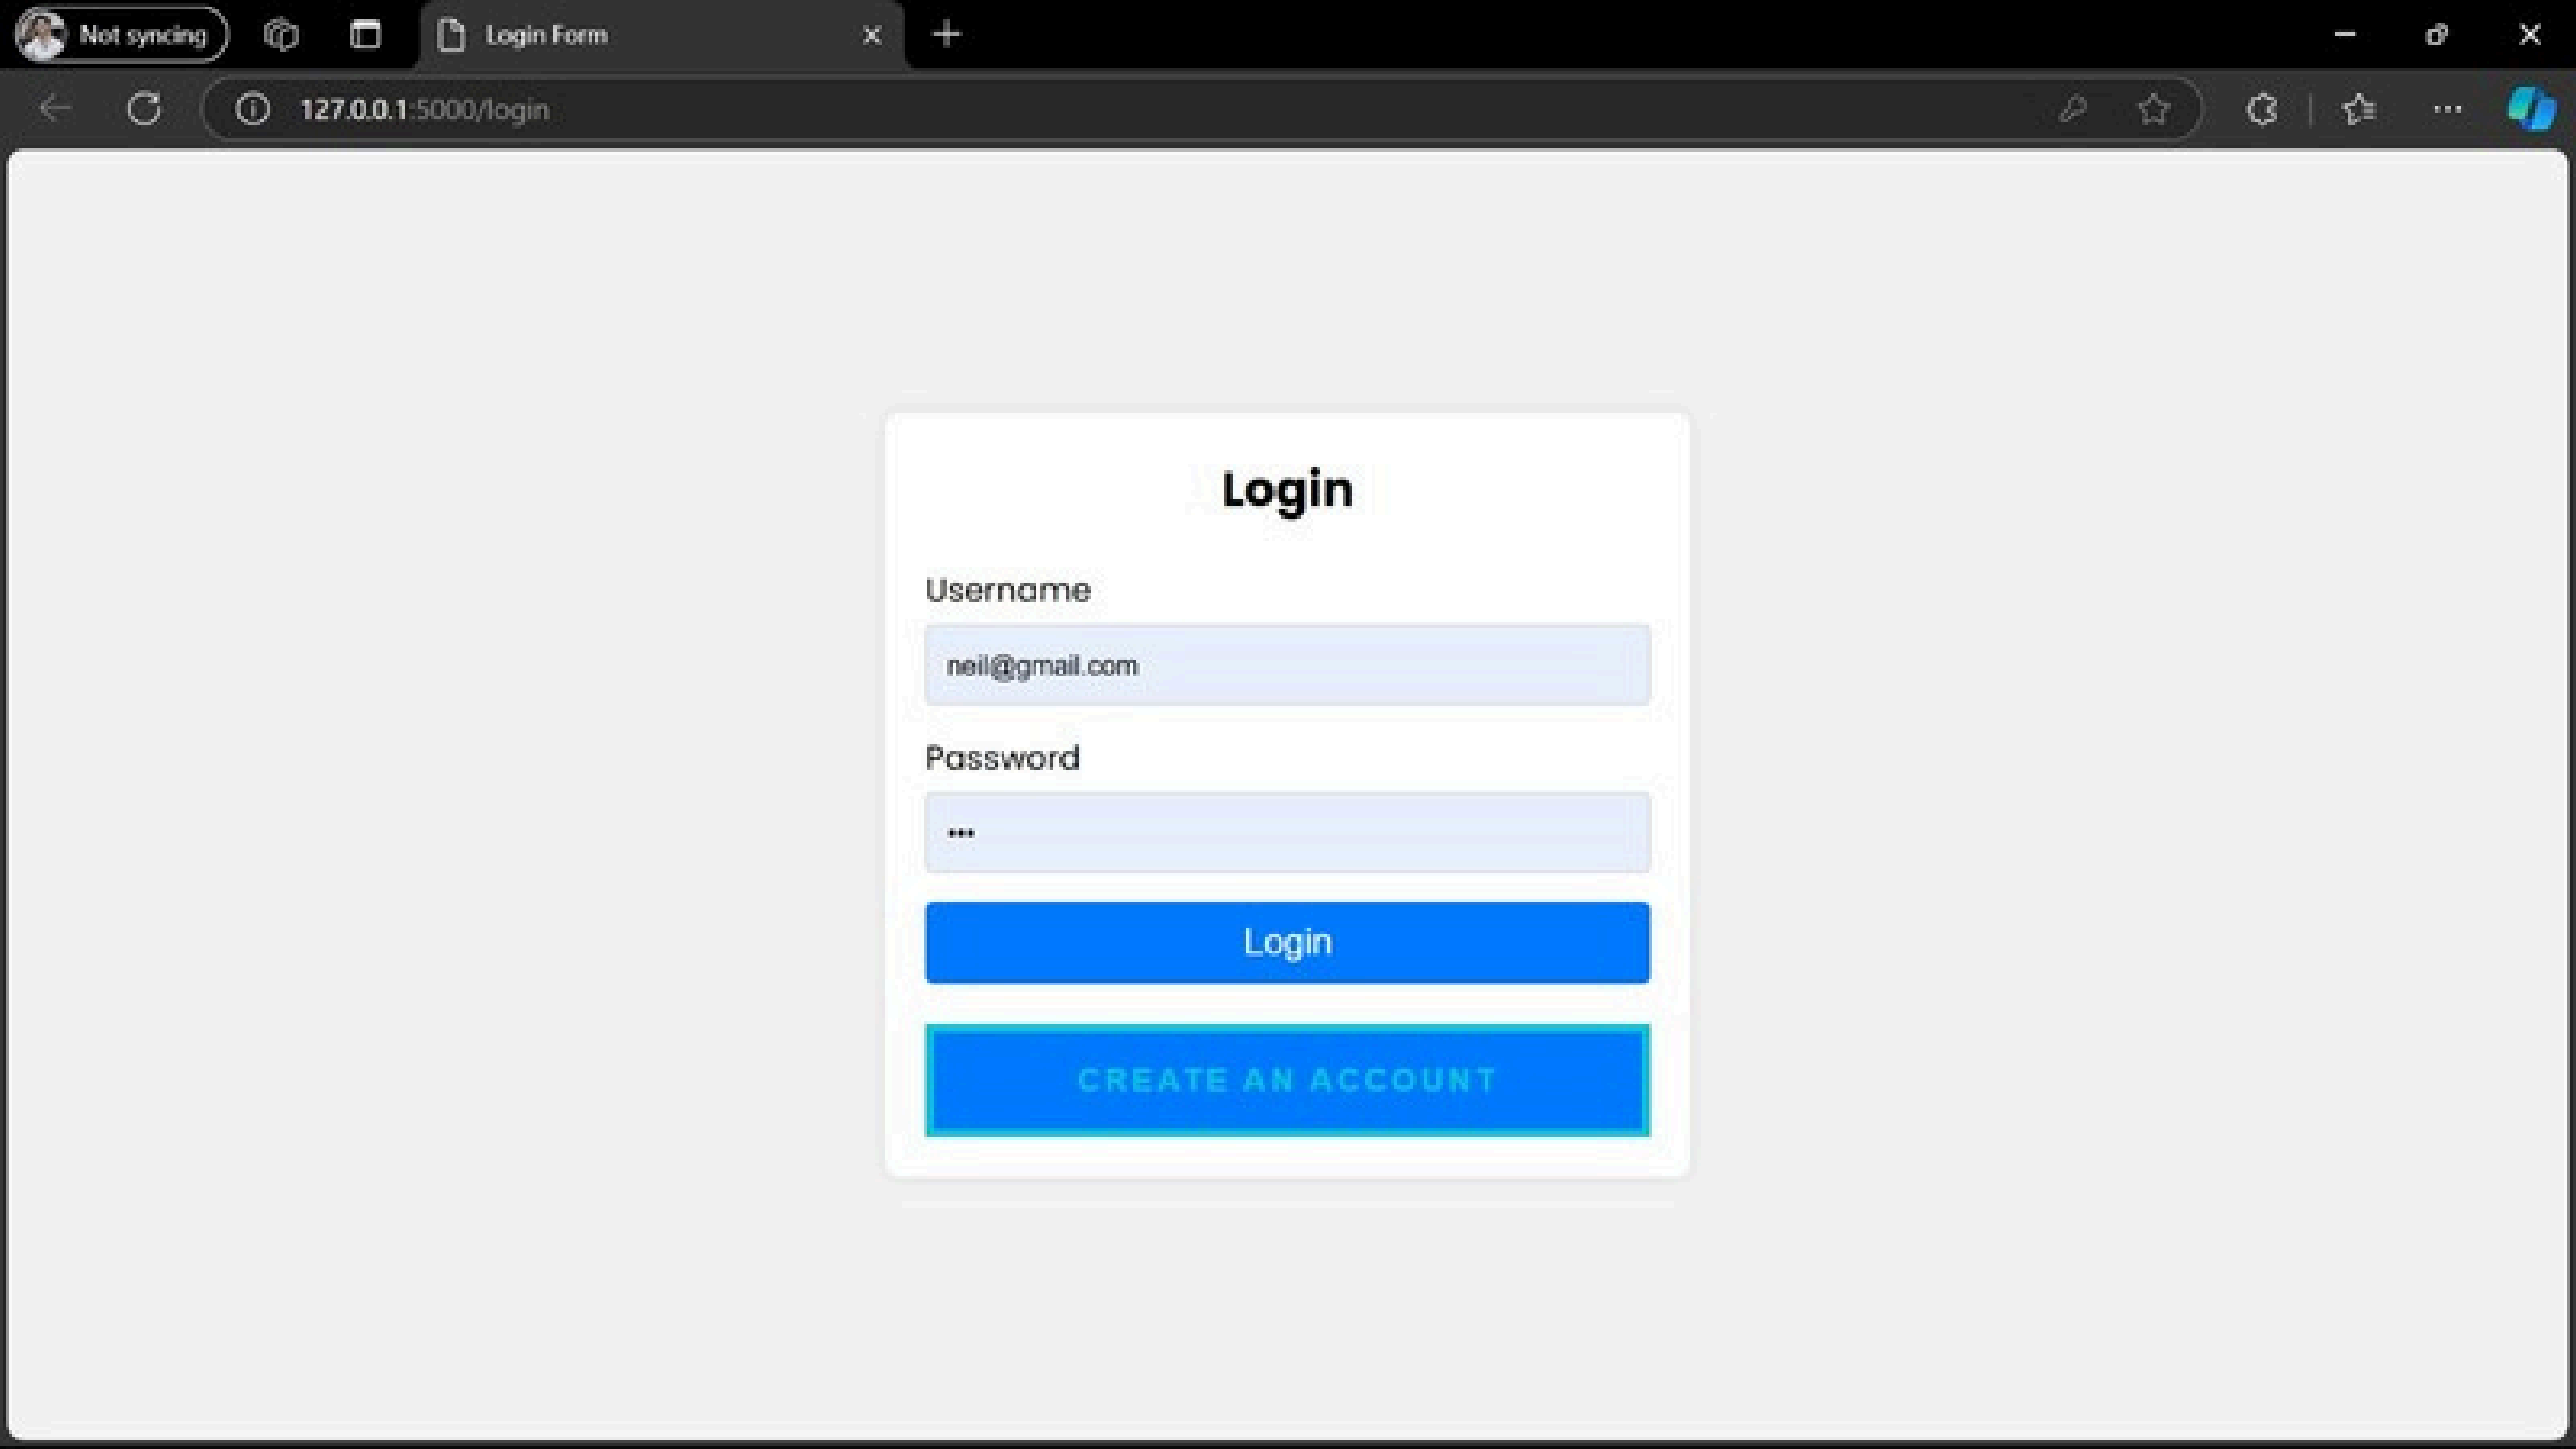 Not syncing
Login Form
127.0.0.1:5000/login
Login
Username
neil@gmail.com
Password
•••
Login
CREATE AN ACCOUNT